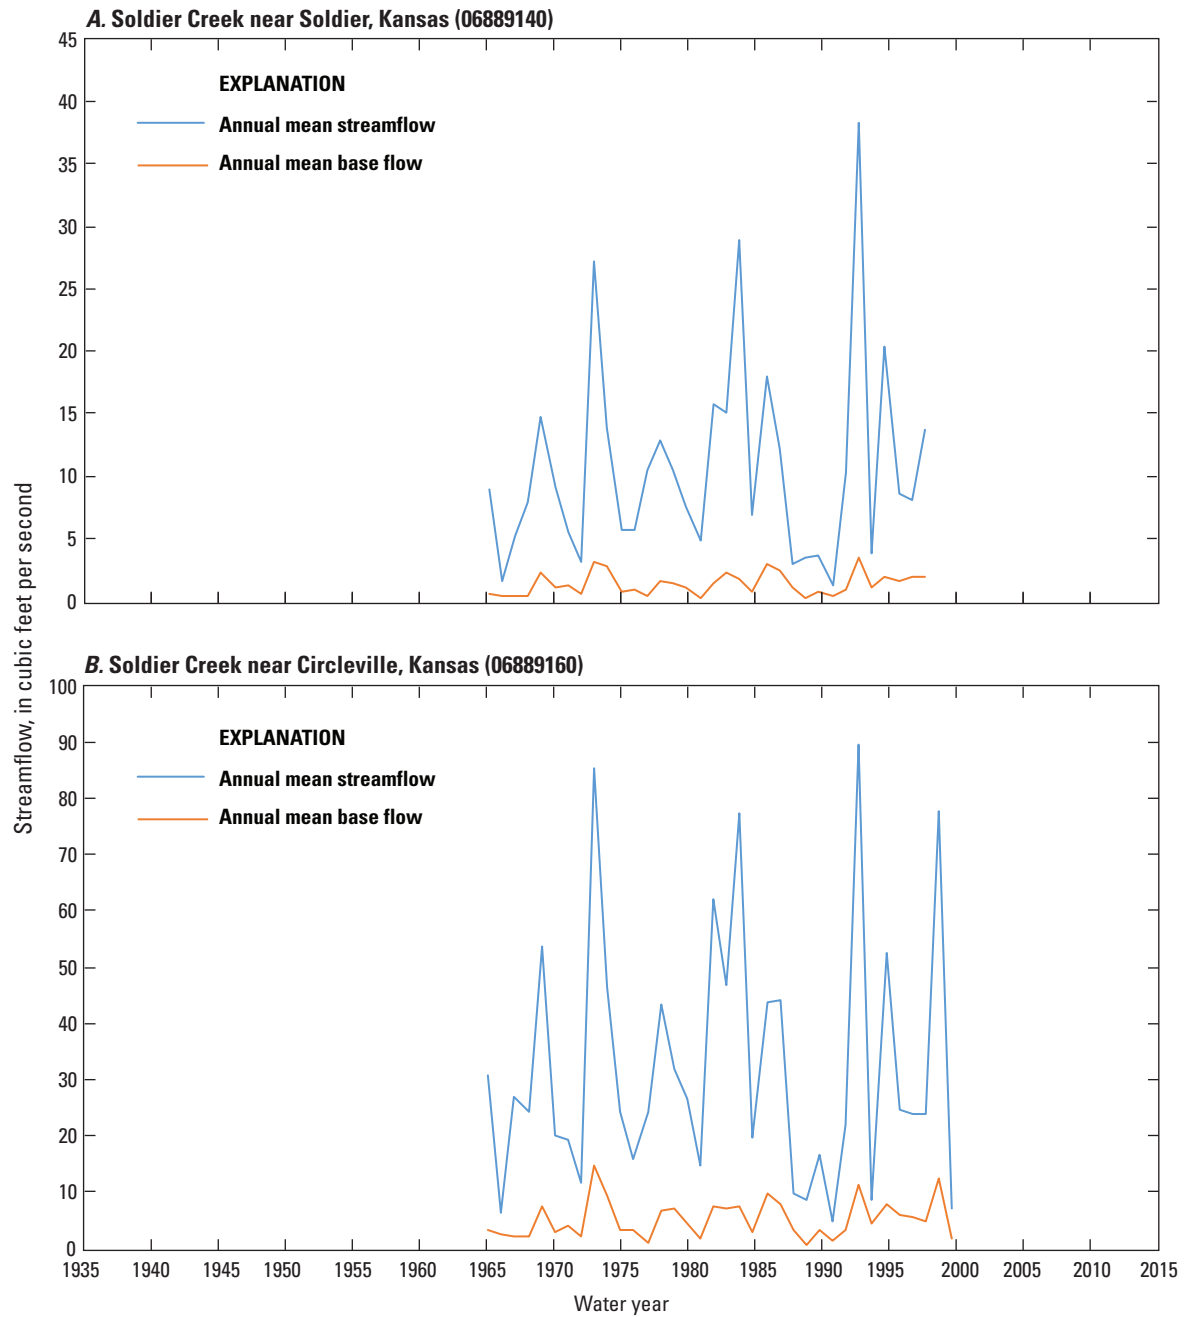 A. Soldier Creek near Soldier, Kansas (06889140)
45
40
35
30
25
20
15
10
5
0
EXPLANATION
Annual mean streamflow
Annual mean base flow
Streamflow, in cubic feet per second
B. Soldier Creek near Circleville, Kansas (06889160)
100
90
80
70
60
50
40
30
20
10
0
EXPLANATION
Annual mean streamflow
Annual mean base flow
1935 1940 1945 1950 1955 1960 1965 1970 1975 1980 1985 1990 1995 2000 2005 2010 2015
Water year